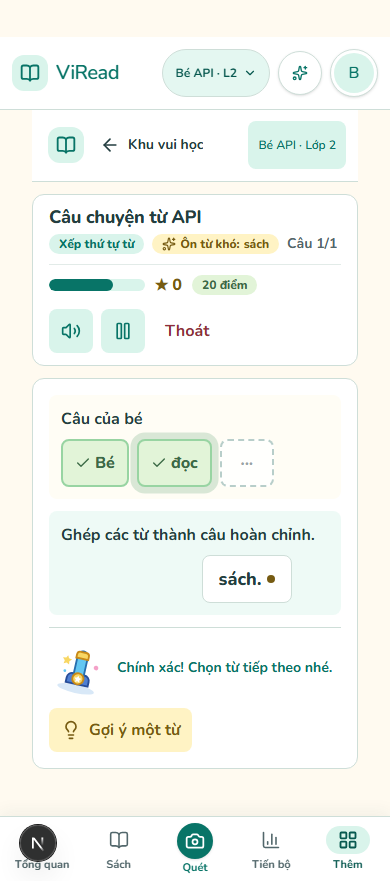 ViRead
Bé API · L2
B
Khu vui học
Bé API · Lớp 2
Câu chuyện từ API
Xếp thứ tự từ
Ôn từ khó: sách
Câu 1/1
★ 0
20 điểm
Thoát
Câu của bé
Bé
đọc
...
Ghép các từ thành câu hoàn chỉnh.
sách.
Chính xác! Chọn từ tiếp theo nhé.
Gợi ý một từ
N
Tổng quan
Sách
Quét
Tiến bộ
Thêm